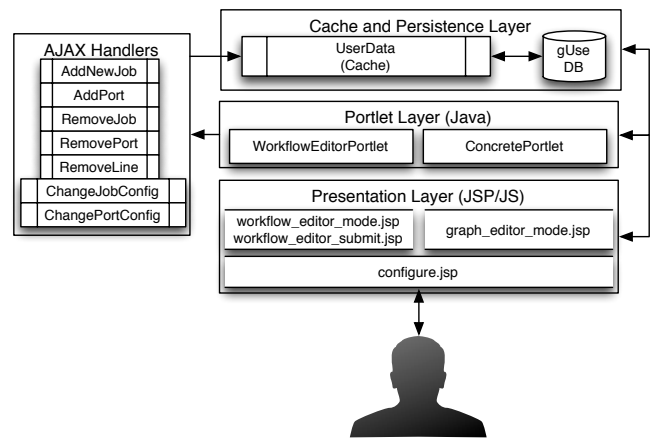 AJAX Handlers
AddNewJob
AddPort
RemoveJob
RemovePort
RemoveLine
ChangeJobConfig
ChangePortConfig
Cache and Persistence Layer
UserData
(Cache)
gUse
DB
Portlet Layer (Java)
WorkflowEditorPortlet
ConcretePortlet
Presentation Layer (JSP/JS)
workflow_editor_mode.jsp
workflow_editor_submit.jsp
graph_editor_mode.jsp
configure.jsp